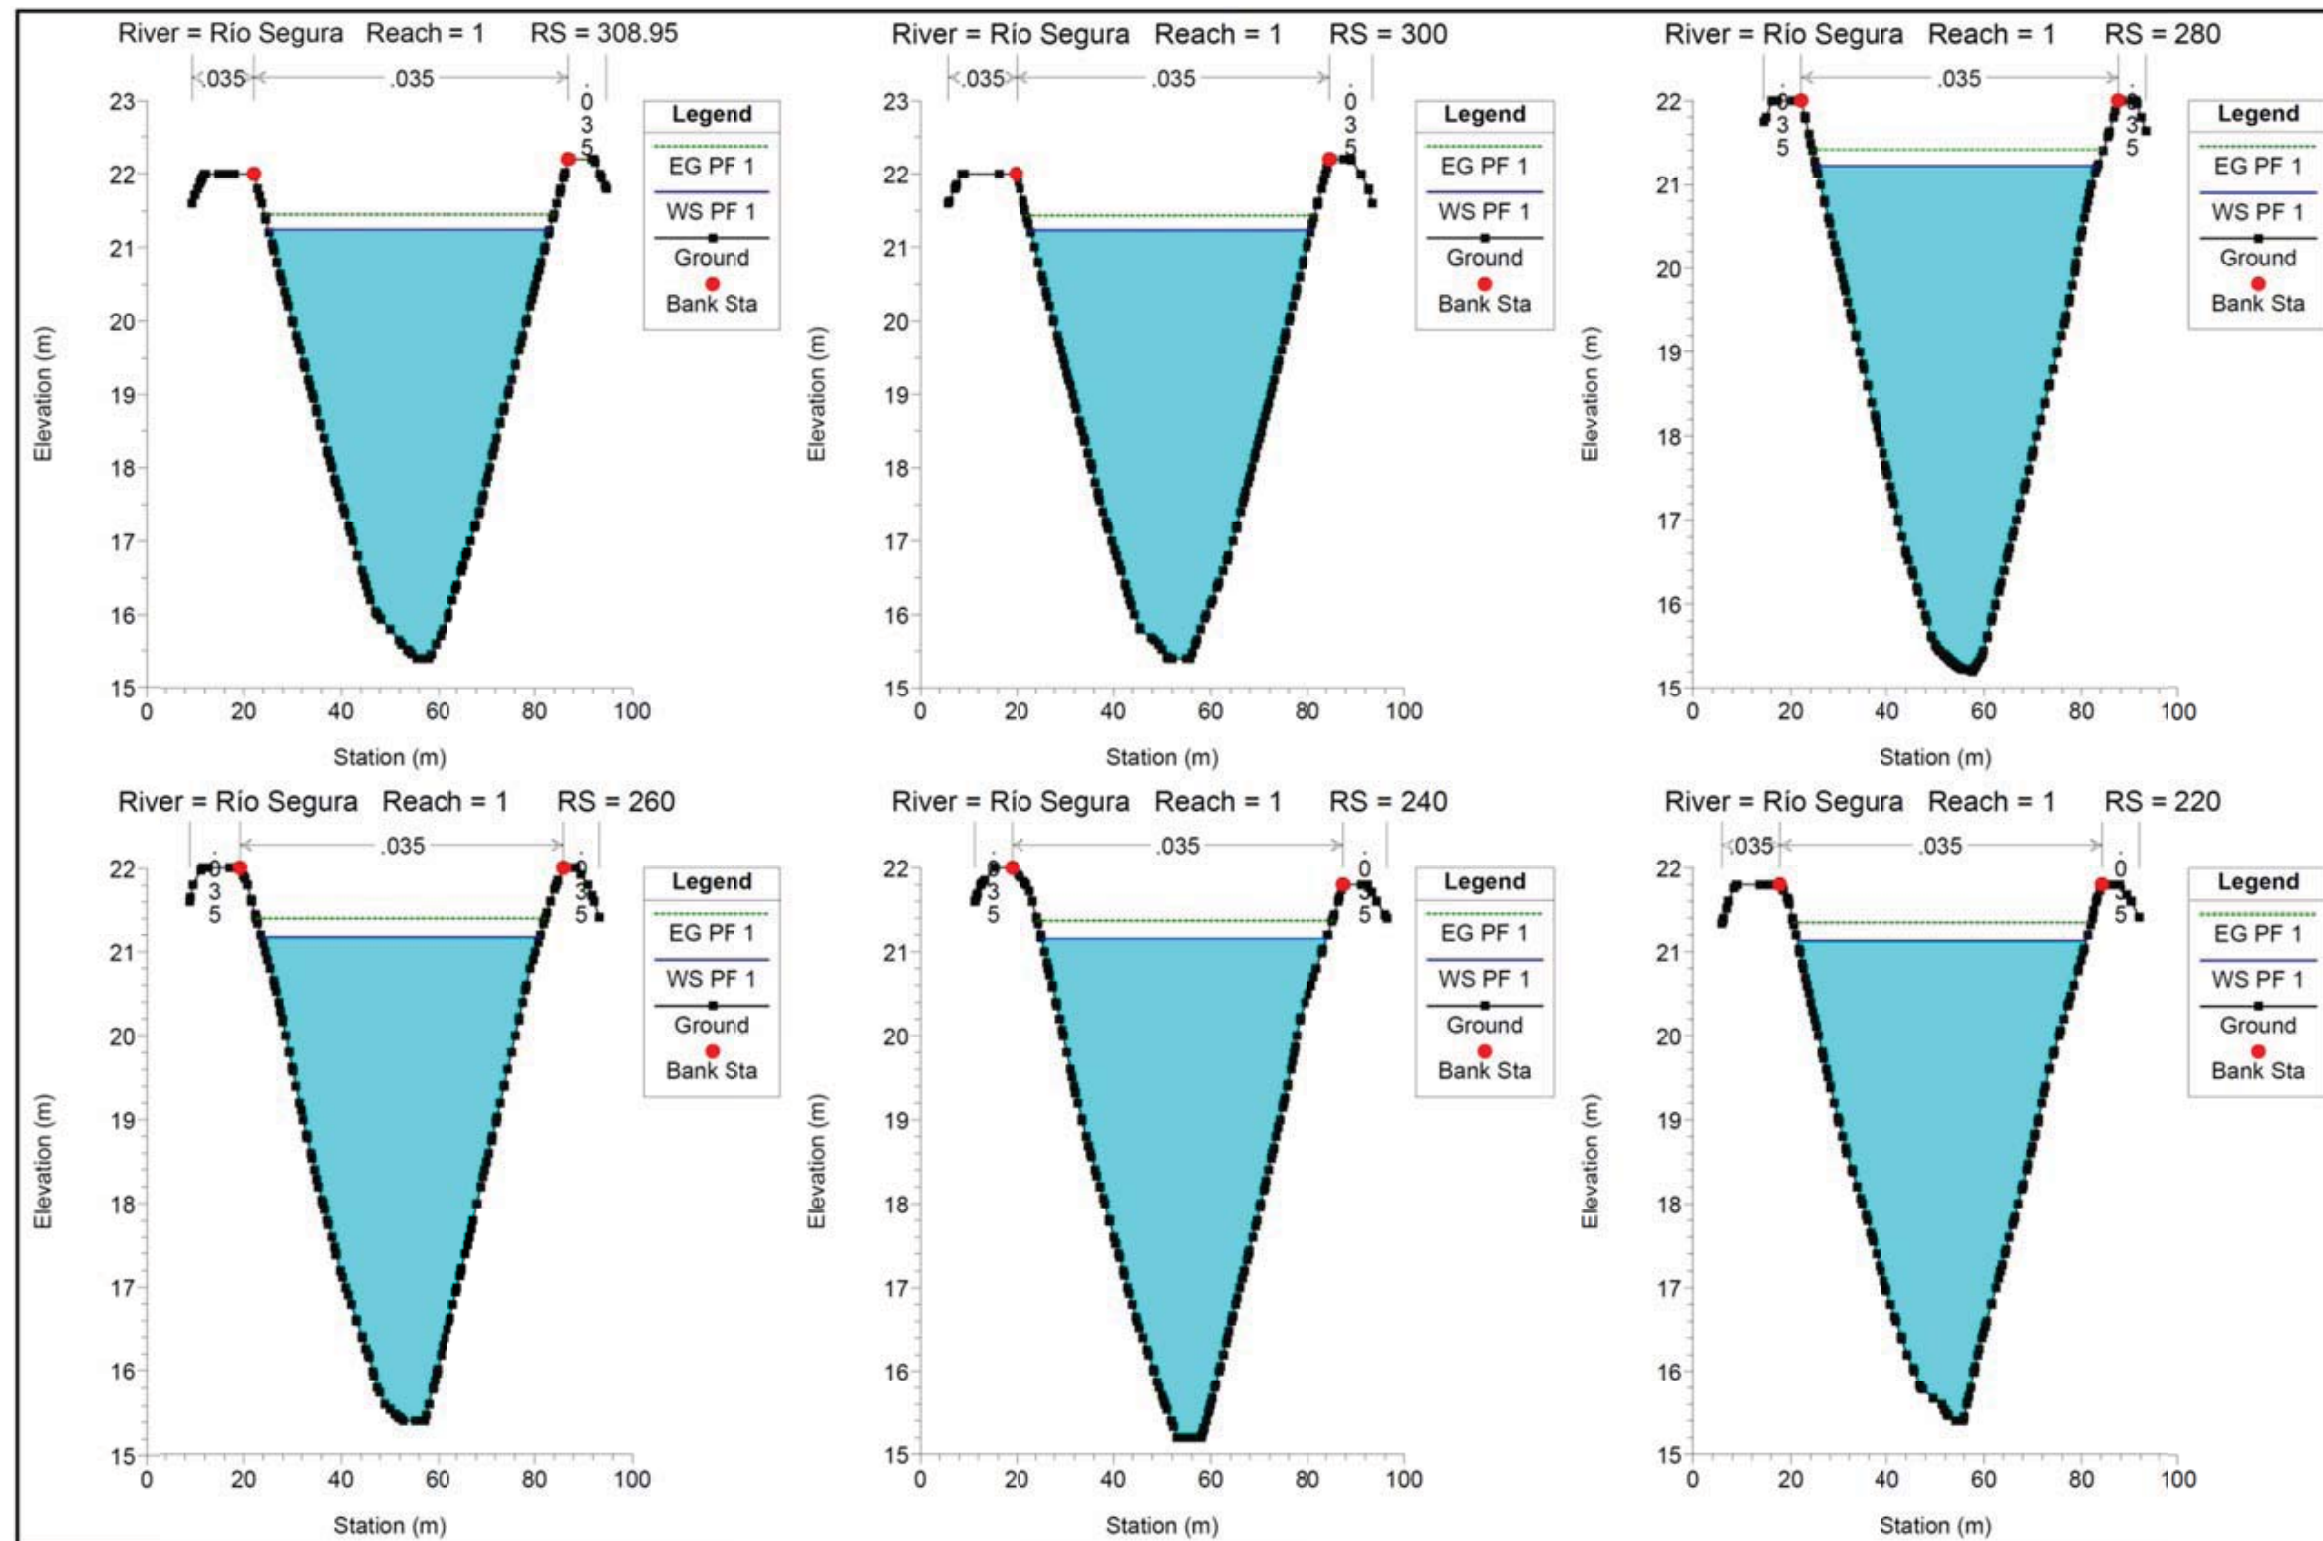 River = Río Segura Reach = 1 RS = 308.95
.035
.035
.035
Legend
EG PF 1
WS PF 1
Ground
Bank Sta
23
22
21
20
19
18
17
16
15
Elevation (m)
0 20 40 60 80 100
Station (m)
River = Río Segura Reach = 1 RS = 300
.035
.035
.035
Legend
EG PF 1
WS PF 1
Ground
Bank Sta
23
22
21
20
19
18
17
16
15
Elevation (m)
0 20 40 60 80 100
Station (m)
River = Río Segura Reach = 1 RS = 280
.035
.035
.035
Legend
EG PF 1
WS PF 1
Ground
Bank Sta
22
21
20
19
18
17
16
15
Elevation (m)
0 20 40 60 80 100
Station (m)
River = Río Segura Reach = 1 RS = 260
.035
.035
.035
Legend
EG PF 1
WS PF 1
Ground
Bank Sta
22
21
20
19
18
17
16
15
Elevation (m)
0 20 40 60 80 100
Station (m)
River = Río Segura Reach = 1 RS = 240
.035
.035
.035
Legend
EG PF 1
WS PF 1
Ground
Bank Sta
22
21
20
19
18
17
16
15
Elevation (m)
0 20 40 60 80 100
Station (m)
River = Río Segura Reach = 1 RS = 220
.035
.035
.035
Legend
EG PF 1
WS PF 1
Ground
Bank Sta
22
21
20
19
18
17
16
15
Elevation (m)
0 20 40 60 80 100
Station (m)